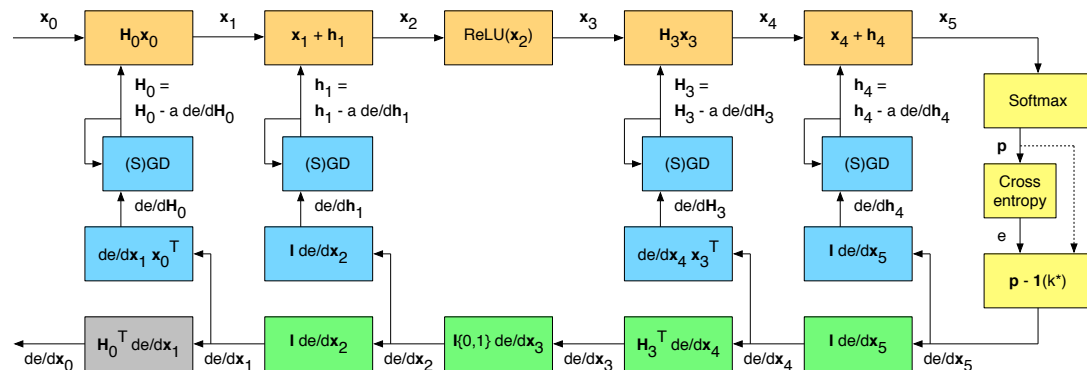 x0 x1 x2 x3 x4 x5
H0x0 x1 + h1 ReLU(x2) H3x3 x4 + h4
H0 = h1 = H3 = h4 =
H0 - a de/dH0 h1 - a de/dh1 H3 - a de/dH3 h4 - a de/dh4
Softmax
p
(S)GD (S)GD (S)GD (S)GD
Cross
entropy
de/dH0 de/dh1 de/dH3 de/dh4
e
de/dx1 x0^T I de/dx2 de/dx4 x3^T I de/dx5
p - 1(k*)
H0^T de/dx1 I de/dx2 I{0,1} de/dx3 H3^T de/dx4 I de/dx5
de/dx0 de/dx1 de/dx2 de/dx3 de/dx4 de/dx5